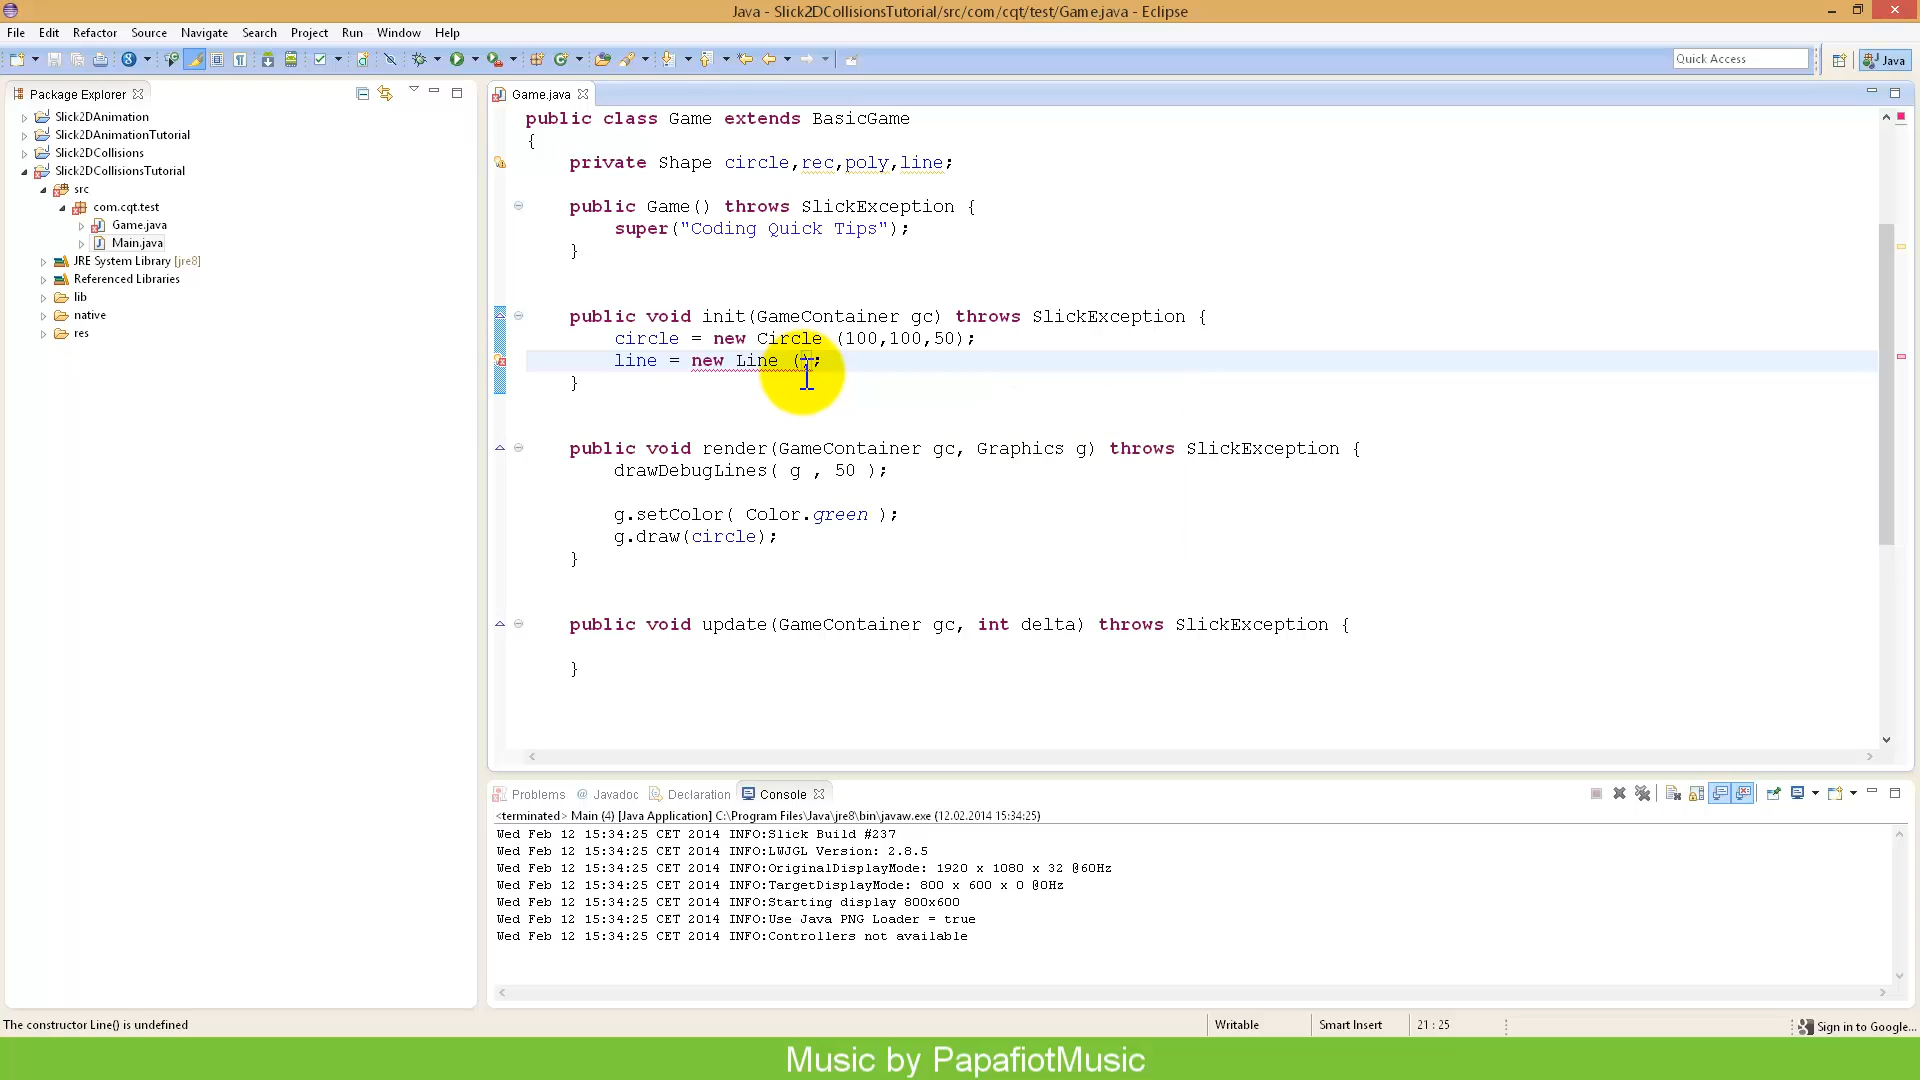 Java - Slick2DCollisionsTutorial/src/com/cqt/test/Game.java - Eclipse
File Edit Refactor Source Navigate Search Project Run Window Help
Quick Access
Java
Package Explorer
Slick2DAnimation
Slick2DAnimationTutorial
Slick2DCollisions
Slick2DCollisionsTutorial
src
com.cqt.test
Game.java
Main.java
JRE System Library [jre8]
Referenced Libraries
lib
native
res
Game.java
public class Game extends BasicGame
{
private Shape circle,rec,poly,line;
public Game() throws SlickException {
super("Coding Quick Tips");
}
public void init(GameContainer gc) throws SlickException {
circle = new Circle (100,100,50);
line = new Line ();
}
public void render(GameContainer gc, Graphics g) throws SlickException {
drawDebugLines( g , 50 );
g.setColor( Color.green );
g.draw(circle);
}
public void update(GameContainer gc, int delta) throws SlickException {
}
Problems Javadoc Declaration Console
<terminated> Main (4) [Java Application] C:\Program Files\Java\jre8\bin\javaw.exe (12.02.2014 15:34:25)
Wed Feb 12 15:34:25 CET 2014 INFO:Slick Build #237
Wed Feb 12 15:34:25 CET 2014 INFO:LWJGL Version: 2.8.5
Wed Feb 12 15:34:25 CET 2014 INFO:OriginalDisplayMode: 1920 x 1080 x 32 @60Hz
Wed Feb 12 15:34:25 CET 2014 INFO:TargetDisplayMode: 800 x 600 x 0 @0Hz
Wed Feb 12 15:34:25 CET 2014 INFO:Starting display 800x600
Wed Feb 12 15:34:25 CET 2014 INFO:Use Java PNG Loader = true
Wed Feb 12 15:34:25 CET 2014 INFO:Controllers not available
The constructor Line() is undefined
Writable
Smart Insert
21 : 25
Sign in to Google...
Music by PapafiotMusic